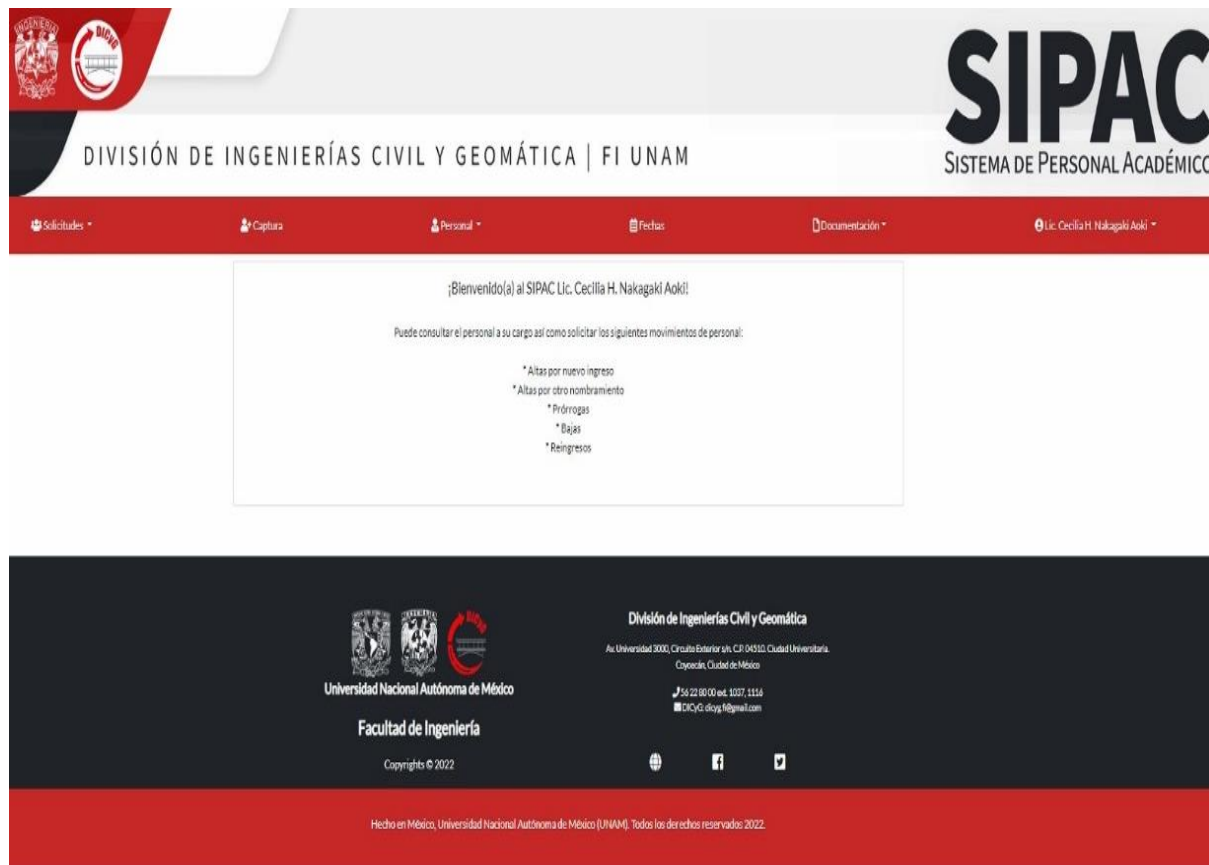 INGENIERIA
DICyG
SIPAC
SISTEMA DE PERSONAL ACADÉMICO
DIVISIÓN DE INGENIERÍAS CIVIL Y GEOMÁTICA | FI UNAM
Solicitudes
Captura
Personal
Fechas
Documentación
Lic. Cecilia H. Nakagaki Aoki
¡Bienvenido(a) al SIPAC Lic. Cecilia H. Nakagaki Aoki!
Puede consultar el personal a su cargo así como solicitar los siguientes movimientos de personal:
* Altas por nuevo ingreso
* Altas por otro nombramiento
* Prórrogas
* Bajas
* Reingresos
DICyG
Universidad Nacional Autónoma de México
Facultad de Ingeniería
Copyrights © 2022
División de Ingenierías Civil y Geomática
Av. Universidad 3000, Circuito Exterior s/n. C.P. 04510. Ciudad Universitaria.
Coyoacán, Ciudad de México
56 22 80 00 ext. 1037, 1116
DICyG: dicyg.fi@gmail.com
Hecho en México, Universidad Nacional Autónoma de México (UNAM). Todos los derechos reservados 2022.